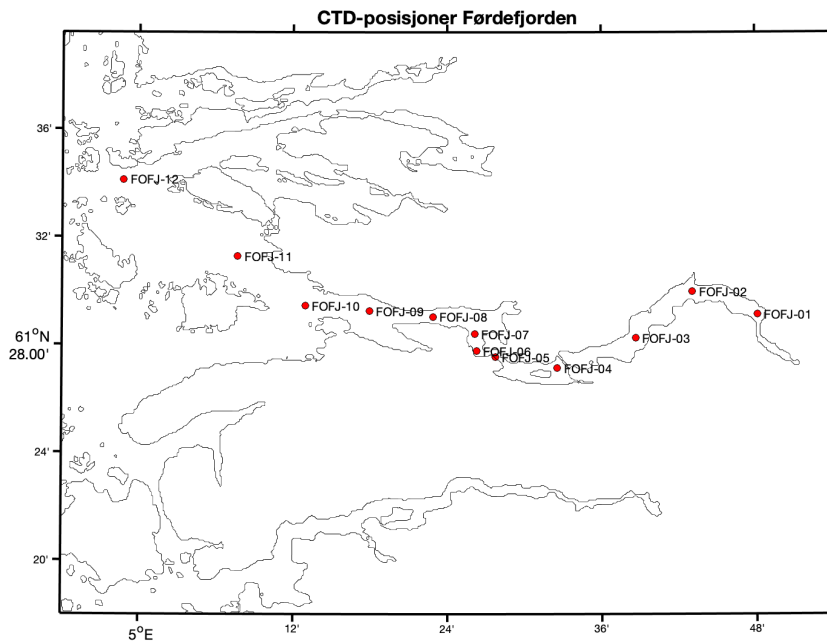 CTD-posisjoner Førdefjorden
36'
FOFJ-12
32'
FOFJ-11
FOFJ-02
FOFJ-10
FOFJ-09
FOFJ-01
FOFJ-08
61°N
28.00'
FOFJ-07
FOFJ-03
FOFJ-06
FOFJ-05
FOFJ-04
24'
20'
5°E
12'
24'
36'
48'